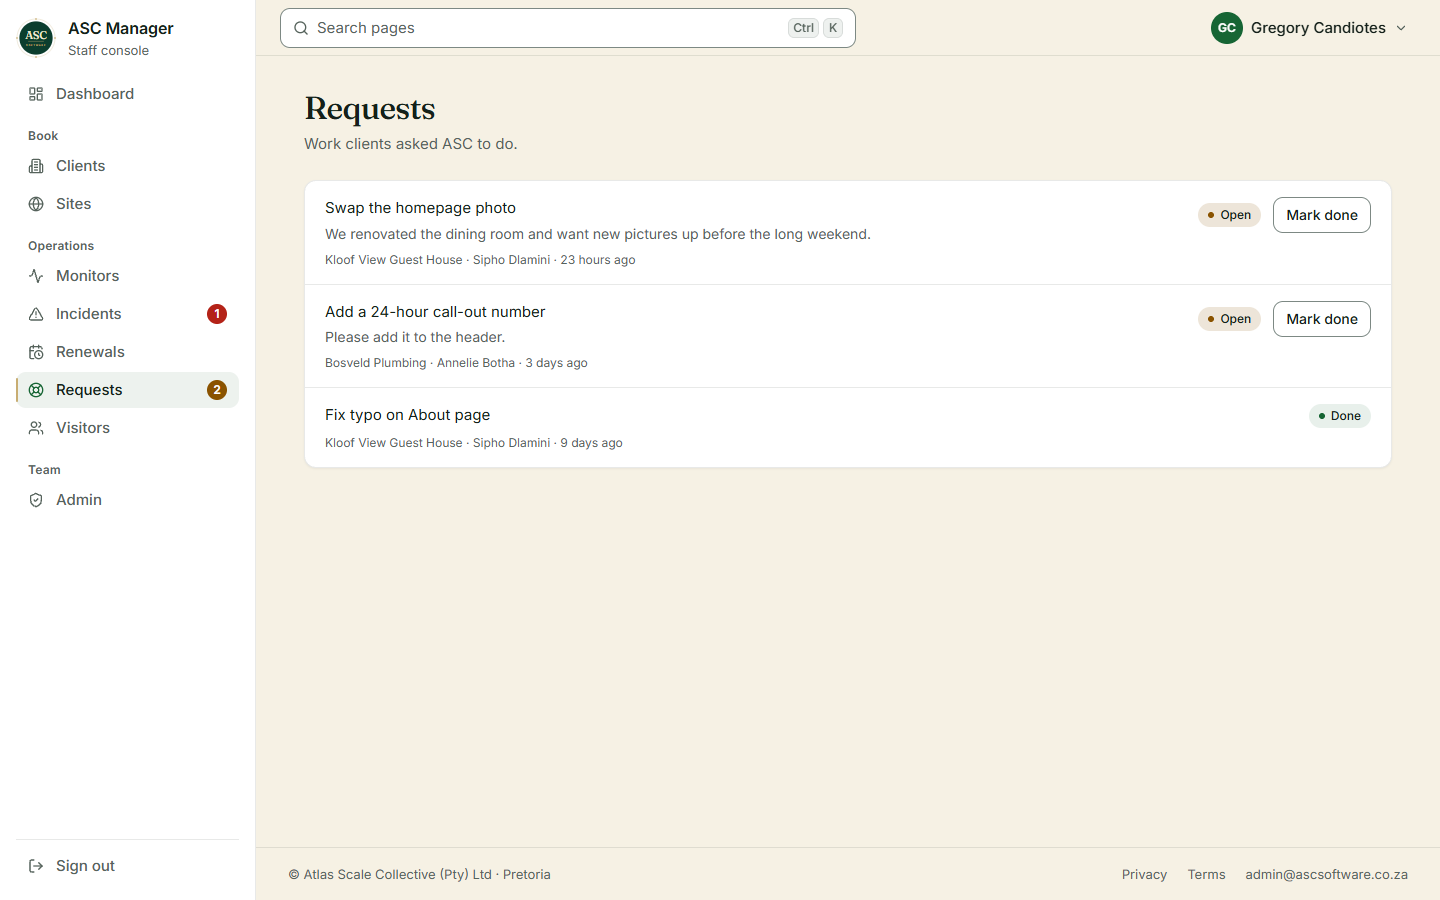 ASC
SOFTWARE
ASC Manager
Staff console
Dashboard
Book
Clients
Sites
Operations
Monitors
Incidents 1
Renewals
Requests 2
Visitors
Team
Admin
Sign out
Search pages Ctrl K
GC Gregory Candiotes
Requests
Work clients asked ASC to do.
Swap the homepage photo
Open Mark done
We renovated the dining room and want new pictures up before the long weekend.
Kloof View Guest House · Sipho Dlamini · 23 hours ago
Add a 24-hour call-out number
Open Mark done
Please add it to the header.
Bosveld Plumbing · Annelie Botha · 3 days ago
Fix typo on About page
Done
Kloof View Guest House · Sipho Dlamini · 9 days ago
© Atlas Scale Collective (Pty) Ltd · Pretoria
Privacy Terms admin@ascsoftware.co.za